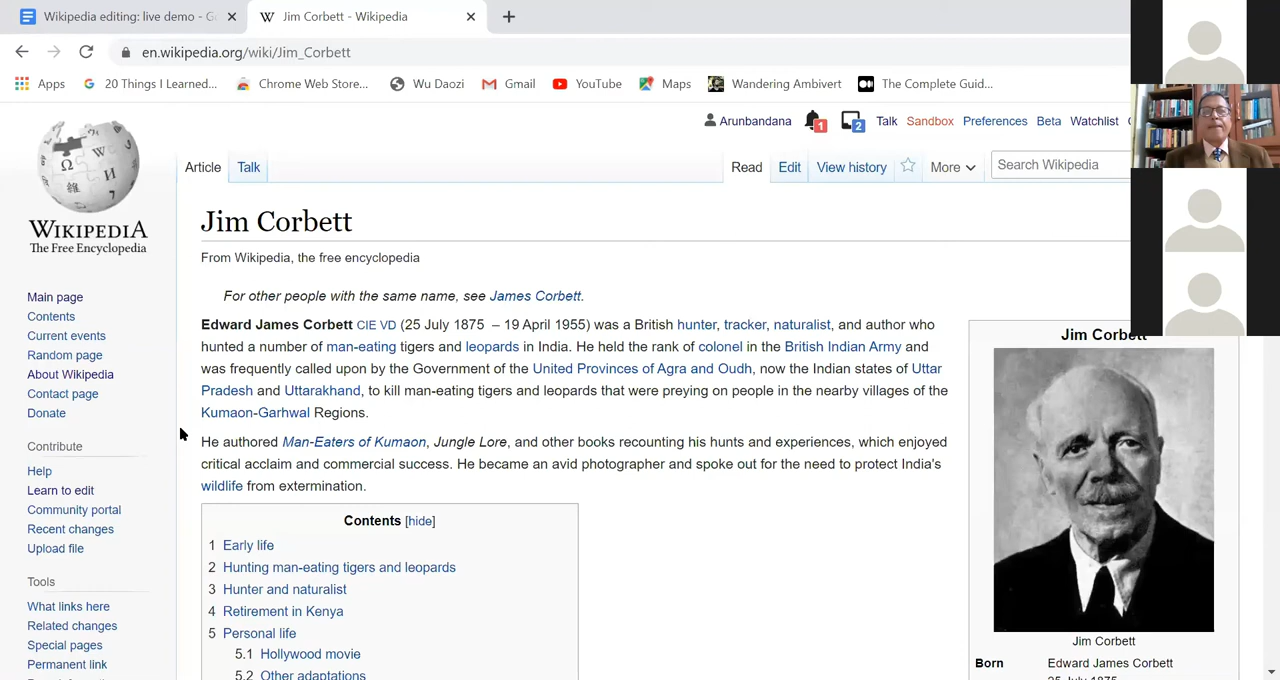 Wikipedia editing: live demo - G
Jim Corbett - Wikipedia
en.wikipedia.org/wiki/Jim_Corbett
Apps
20 Things I Learned...
Chrome Web Store...
Wu Daozi
Gmail
YouTube
Maps
Wandering Ambivert
The Complete Guid...
Arunbandana
1
2
Talk
Sandbox
Preferences
Beta
Watchlist
WIKIPEDIA
The Free Encyclopedia
Article
Talk
Read
Edit
View history
More
Search Wikipedia
Jim Corbett
From Wikipedia, the free encyclopedia
For other people with the same name, see James Corbett.
Edward James Corbett CIE VD (25 July 1875 – 19 April 1955) was a British hunter, tracker, naturalist, and author who
hunted a number of man-eating tigers and leopards in India. He held the rank of colonel in the British Indian Army and
was frequently called upon by the Government of the United Provinces of Agra and Oudh, now the Indian states of Uttar
Pradesh and Uttarakhand, to kill man-eating tigers and leopards that were preying on people in the nearby villages of the
Kumaon-Garhwal Regions.
He authored Man-Eaters of Kumaon, Jungle Lore, and other books recounting his hunts and experiences, which enjoyed
critical acclaim and commercial success. He became an avid photographer and spoke out for the need to protect India's
wildlife from extermination.
Contents [hide]
1 Early life
2 Hunting man-eating tigers and leopards
3 Hunter and naturalist
4 Retirement in Kenya
5 Personal life
5.1 Hollywood movie
5.2 Other adaptations
Main page
Contents
Current events
Random page
About Wikipedia
Contact page
Donate
Contribute
Help
Learn to edit
Community portal
Recent changes
Upload file
Tools
What links here
Related changes
Special pages
Permanent link
Jim Corbett
Jim Corbett
Born
Edward James Corbett
25 July 1875